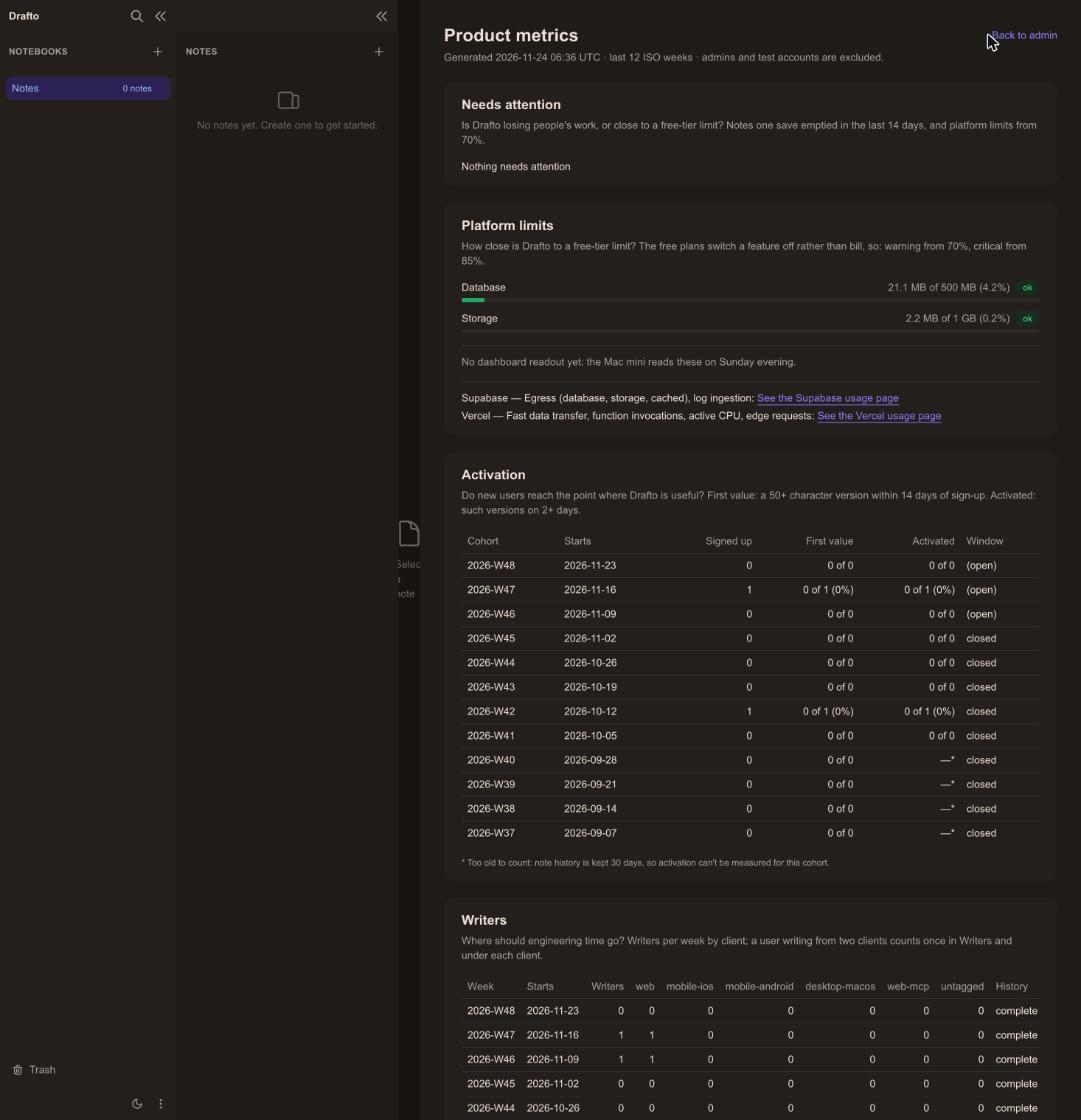 Drafto
NOTEBOOKS
Notes 0 notes
Trash
NOTES
No notes yet. Create one to get started.
Selec
a
note
Product metrics
Back to admin
Generated 2026-11-24 06:36 UTC · last 12 ISO weeks · admins and test accounts are excluded.
Needs attention
Is Drafto losing people's work, or close to a free-tier limit? Notes one save emptied in the last 14 days, and platform limits from
70%.
Nothing needs attention
Platform limits
How close is Drafto to a free-tier limit? The free plans switch a feature off rather than bill, so: warning from 70%, critical from
85%.
Database 21.1 MB of 500 MB (4.2%) ok
Storage 2.2 MB of 1 GB (0.2%) ok
No dashboard readout yet: the Mac mini reads these on Sunday evening.
Supabase — Egress (database, storage, cached), log ingestion: See the Supabase usage page
Vercel — Fast data transfer, function invocations, active CPU, edge requests: See the Vercel usage page
Activation
Do new users reach the point where Drafto is useful? First value: a 50+ character version within 14 days of sign-up. Activated:
such versions on 2+ days.
Cohort Starts Signed up First value Activated Window
2026-W48 2026-11-23 0 0 of 0 0 of 0 (open)
2026-W47 2026-11-16 1 0 of 1 (0%) 0 of 1 (0%) (open)
2026-W46 2026-11-09 0 0 of 0 0 of 0 (open)
2026-W45 2026-11-02 0 0 of 0 0 of 0 closed
2026-W44 2026-10-26 0 0 of 0 0 of 0 closed
2026-W43 2026-10-19 0 0 of 0 0 of 0 closed
2026-W42 2026-10-12 1 0 of 1 (0%) 0 of 1 (0%) closed
2026-W41 2026-10-05 0 0 of 0 0 of 0 closed
2026-W40 2026-09-28 0 0 of 0 —* closed
2026-W39 2026-09-21 0 0 of 0 —* closed
2026-W38 2026-09-14 0 0 of 0 —* closed
2026-W37 2026-09-07 0 0 of 0 —* closed
* Too old to count: note history is kept 30 days, so activation can't be measured for this cohort.
Writers
Where should engineering time go? Writers per week by client; a user writing from two clients counts once in Writers and
under each client.
Week Starts Writers web mobile-ios mobile-android desktop-macos web-mcp untagged History
2026-W48 2026-11-23 0 0 0 0 0 0 0 complete
2026-W47 2026-11-16 1 1 0 0 0 0 0 complete
2026-W46 2026-11-09 1 1 0 0 0 0 0 complete
2026-W45 2026-11-02 0 0 0 0 0 0 0 complete
2026-W44 2026-10-26 0 0 0 0 0 0 0 complete